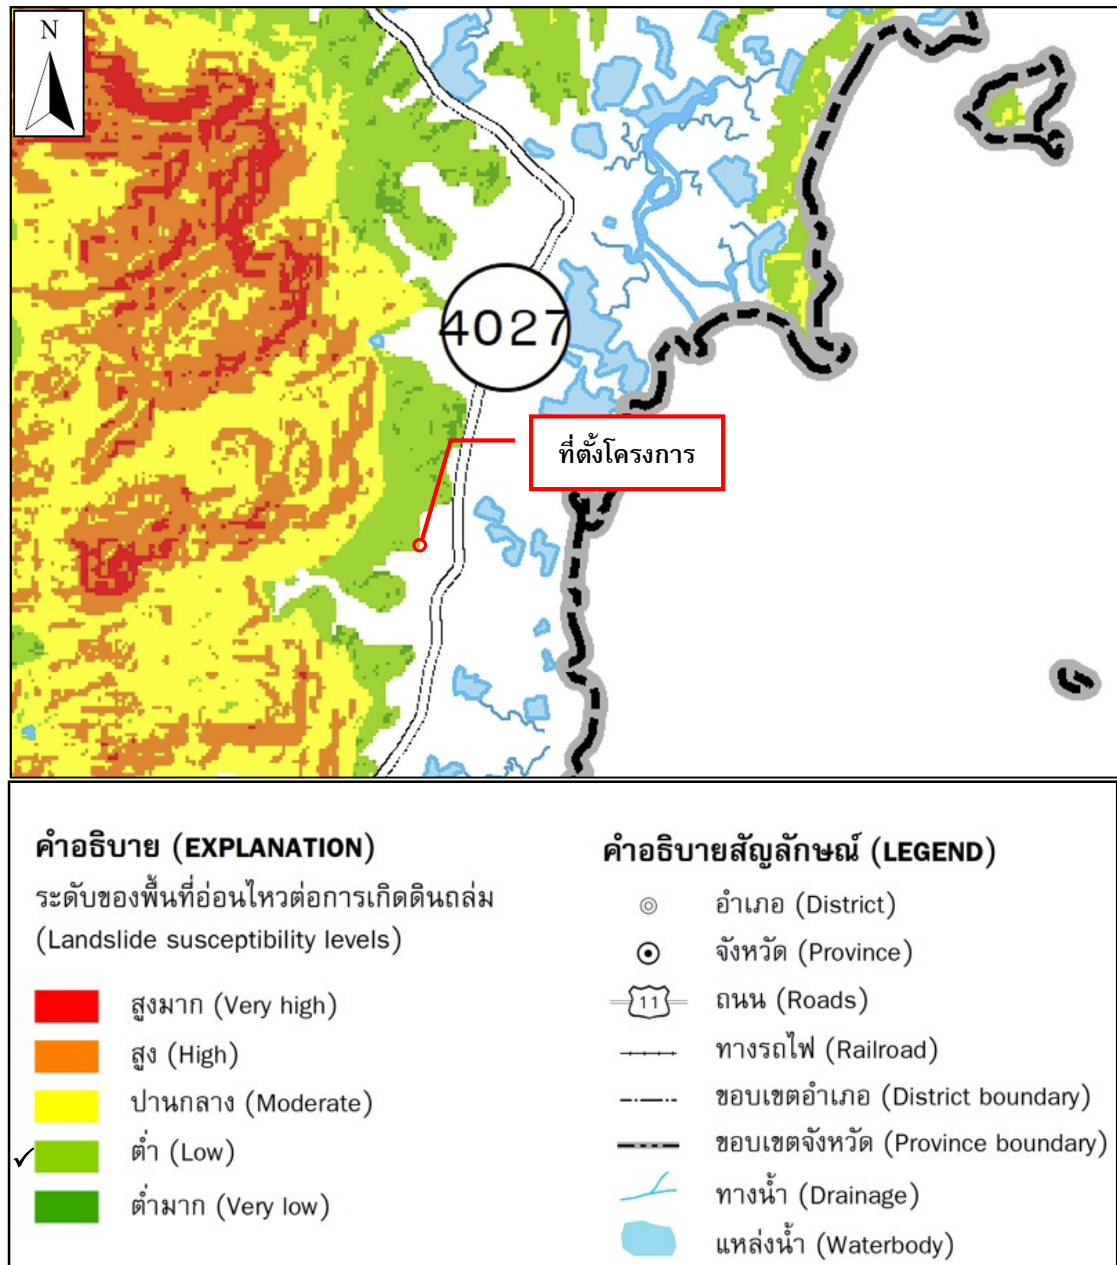 N
4027
ที่ตั้งโครงการ
คำอธิบาย (EXPLANATION)
ระดับของพื้นที่อ่อนไหวต่อการเกิดดินถล่ม
(Landslide susceptibility levels)
สูงมาก (Very high)
สูง (High)
ปานกลาง (Moderate)
ต่ำ (Low)
ต่ำมาก (Very low)
คำอธิบายสัญลักษณ์ (LEGEND)
อำเภอ (District)
จังหวัด (Province)
11 ถนน (Roads)
ทางรถไฟ (Railroad)
ขอบเขตอำเภอ (District boundary)
ขอบเขตจังหวัด (Province boundary)
ทางน้ำ (Drainage)
แหล่งน้ำ (Waterbody)